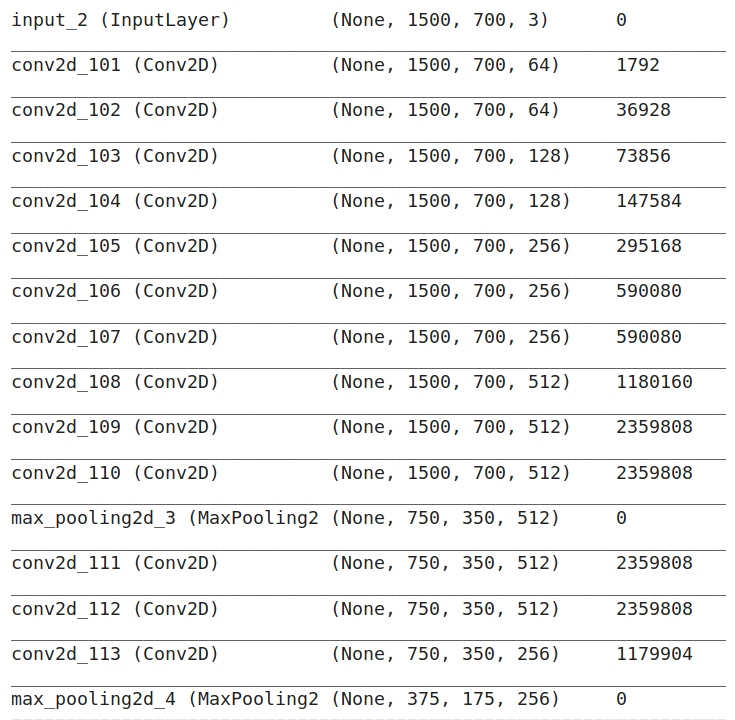 input_2 (InputLayer) (None, 1500, 700, 3) 0
conv2d_101 (Conv2D) (None, 1500, 700, 64) 1792
conv2d_102 (Conv2D) (None, 1500, 700, 64) 36928
conv2d_103 (Conv2D) (None, 1500, 700, 128) 73856
conv2d_104 (Conv2D) (None, 1500, 700, 128) 147584
conv2d_105 (Conv2D) (None, 1500, 700, 256) 295168
conv2d_106 (Conv2D) (None, 1500, 700, 256) 590080
conv2d_107 (Conv2D) (None, 1500, 700, 256) 590080
conv2d_108 (Conv2D) (None, 1500, 700, 512) 1180160
conv2d_109 (Conv2D) (None, 1500, 700, 512) 2359808
conv2d_110 (Conv2D) (None, 1500, 700, 512) 2359808
max_pooling2d_3 (MaxPooling2 (None, 750, 350, 512) 0
conv2d_111 (Conv2D) (None, 750, 350, 512) 2359808
conv2d_112 (Conv2D) (None, 750, 350, 512) 2359808
conv2d_113 (Conv2D) (None, 750, 350, 256) 1179904
max_pooling2d_4 (MaxPooling2 (None, 375, 175, 256) 0